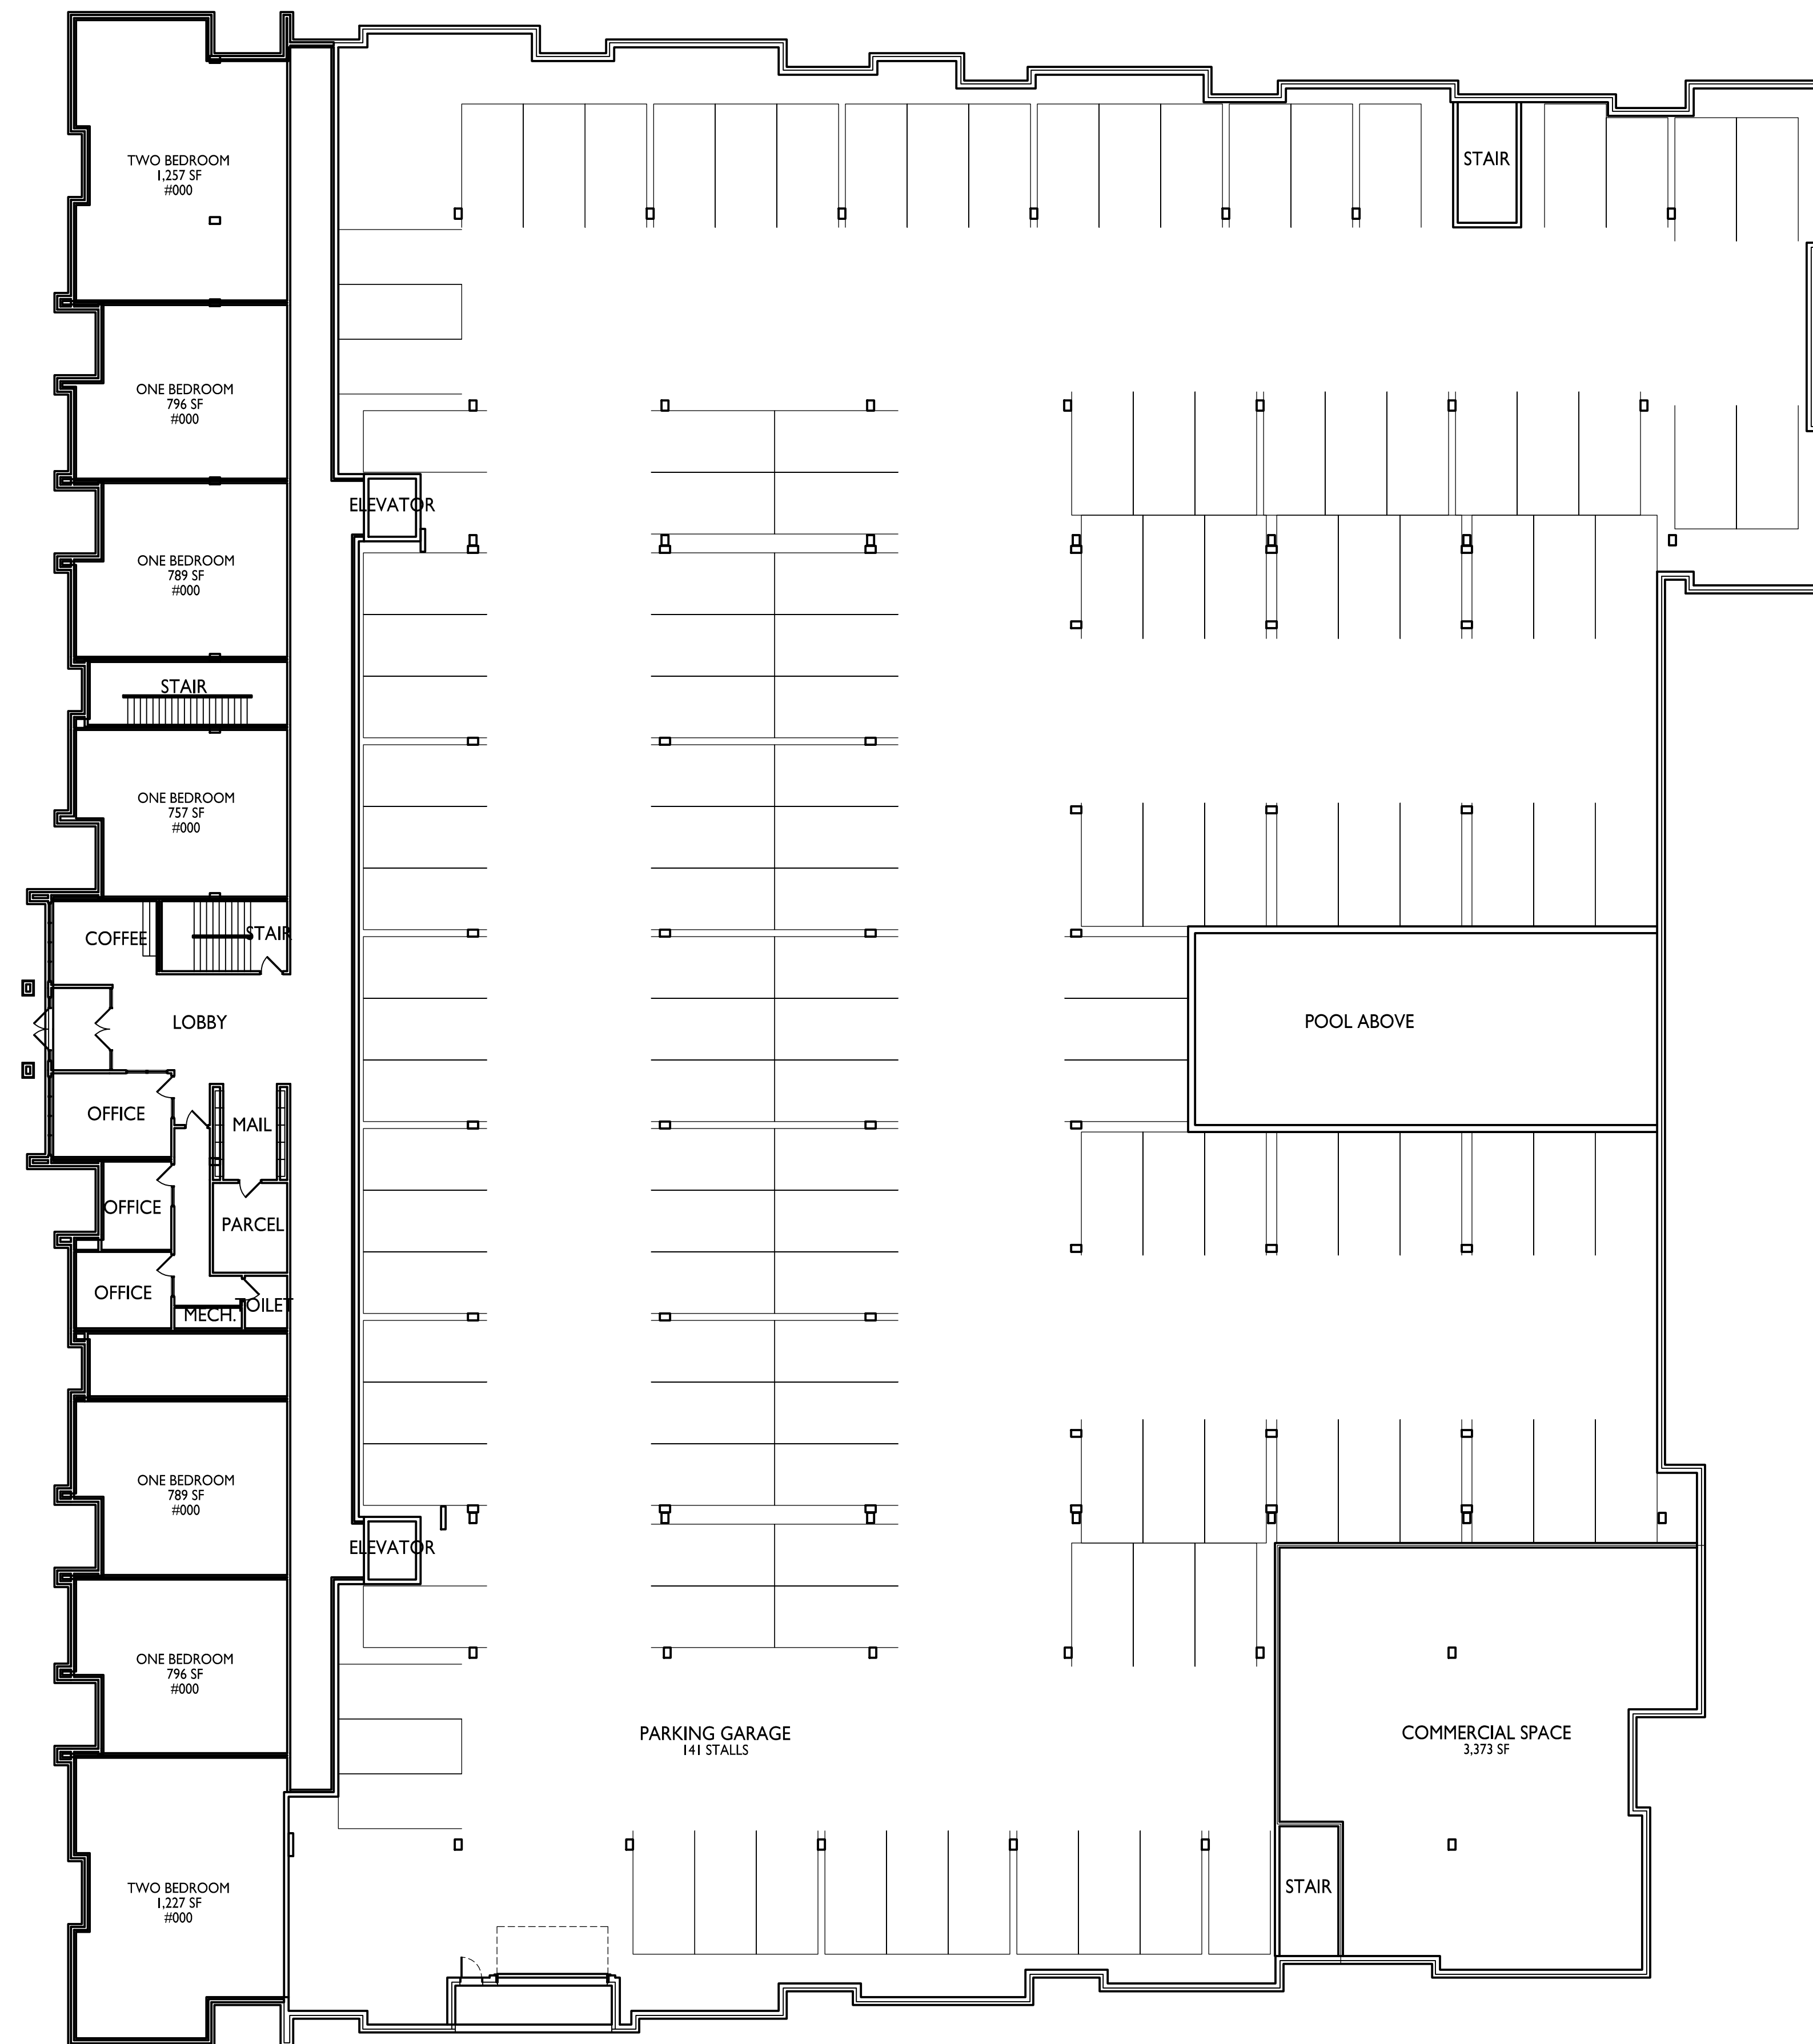 TWO BEDROOM
1,257 SF
#000
STAIR
ONE BEDROOM
796 SF
#000
ELEVATOR
ONE BEDROOM
789 SF
#000
STAIR
ONE BEDROOM
757 SF
#000
COFFEE
STAIR
LOBBY
POOL ABOVE
OFFICE
MAIL
OFFICE
PARCEL
OFFICE
TOILET
MECH.
ONE BEDROOM
789 SF
#000
ELEVATOR
ONE BEDROOM
796 SF
#000
PARKING GARAGE
141 STALLS
COMMERCIAL SPACE
3,373 SF
TWO BEDROOM
1,227 SF
#000
STAIR